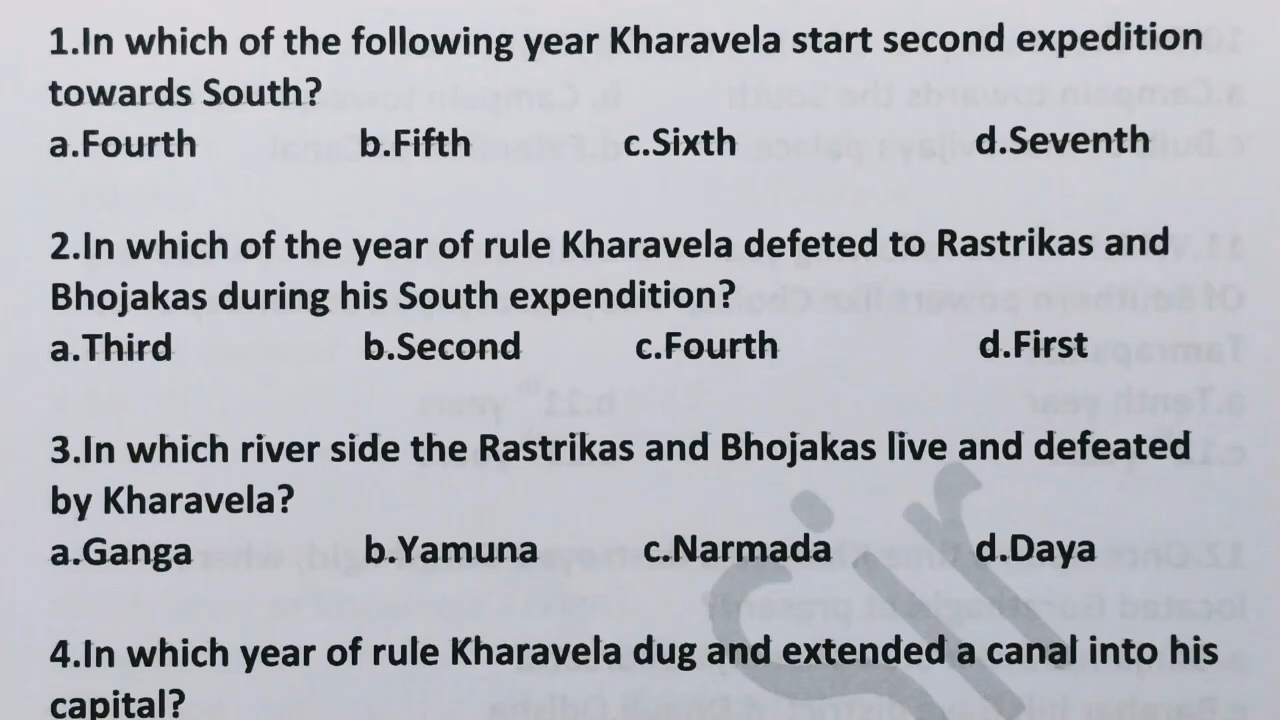 1.In which of the following year Kharavela start second expedition
towards South?
a.Fourth b.Fifth c.Sixth d.Seventh
2.In which of the year of rule Kharavela defeted to Rastrikas and
Bhojakas during his South expendition?
a.Third b.Second c.Fourth d.First
3.In which river side the Rastrikas and Bhojakas live and defeated
by Kharavela?
a.Ganga b.Yamuna c.Narmada d.Daya
4.In which year of rule Kharavela dug and extended a canal into his
capital?
Sir